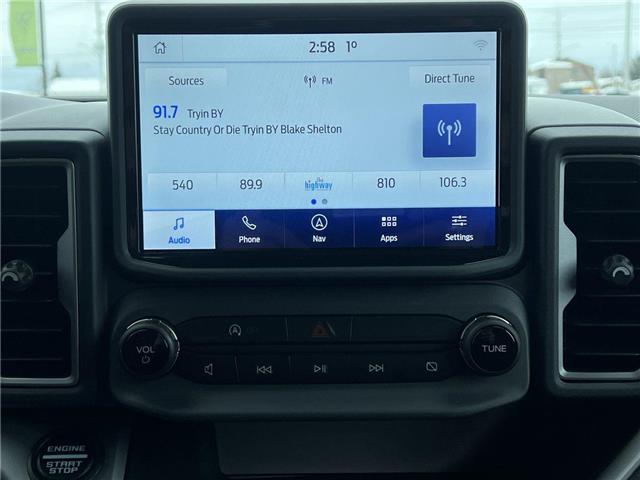 2:58 1°
Sources FM Direct Tune
91.7 Tryin BY
Stay Country Or Die Tryin BY Blake Shelton
540 89.9 the highway 810 106.3
Audio Phone Nav Apps Settings
VOL TUNE
ENGINE
START
STOP